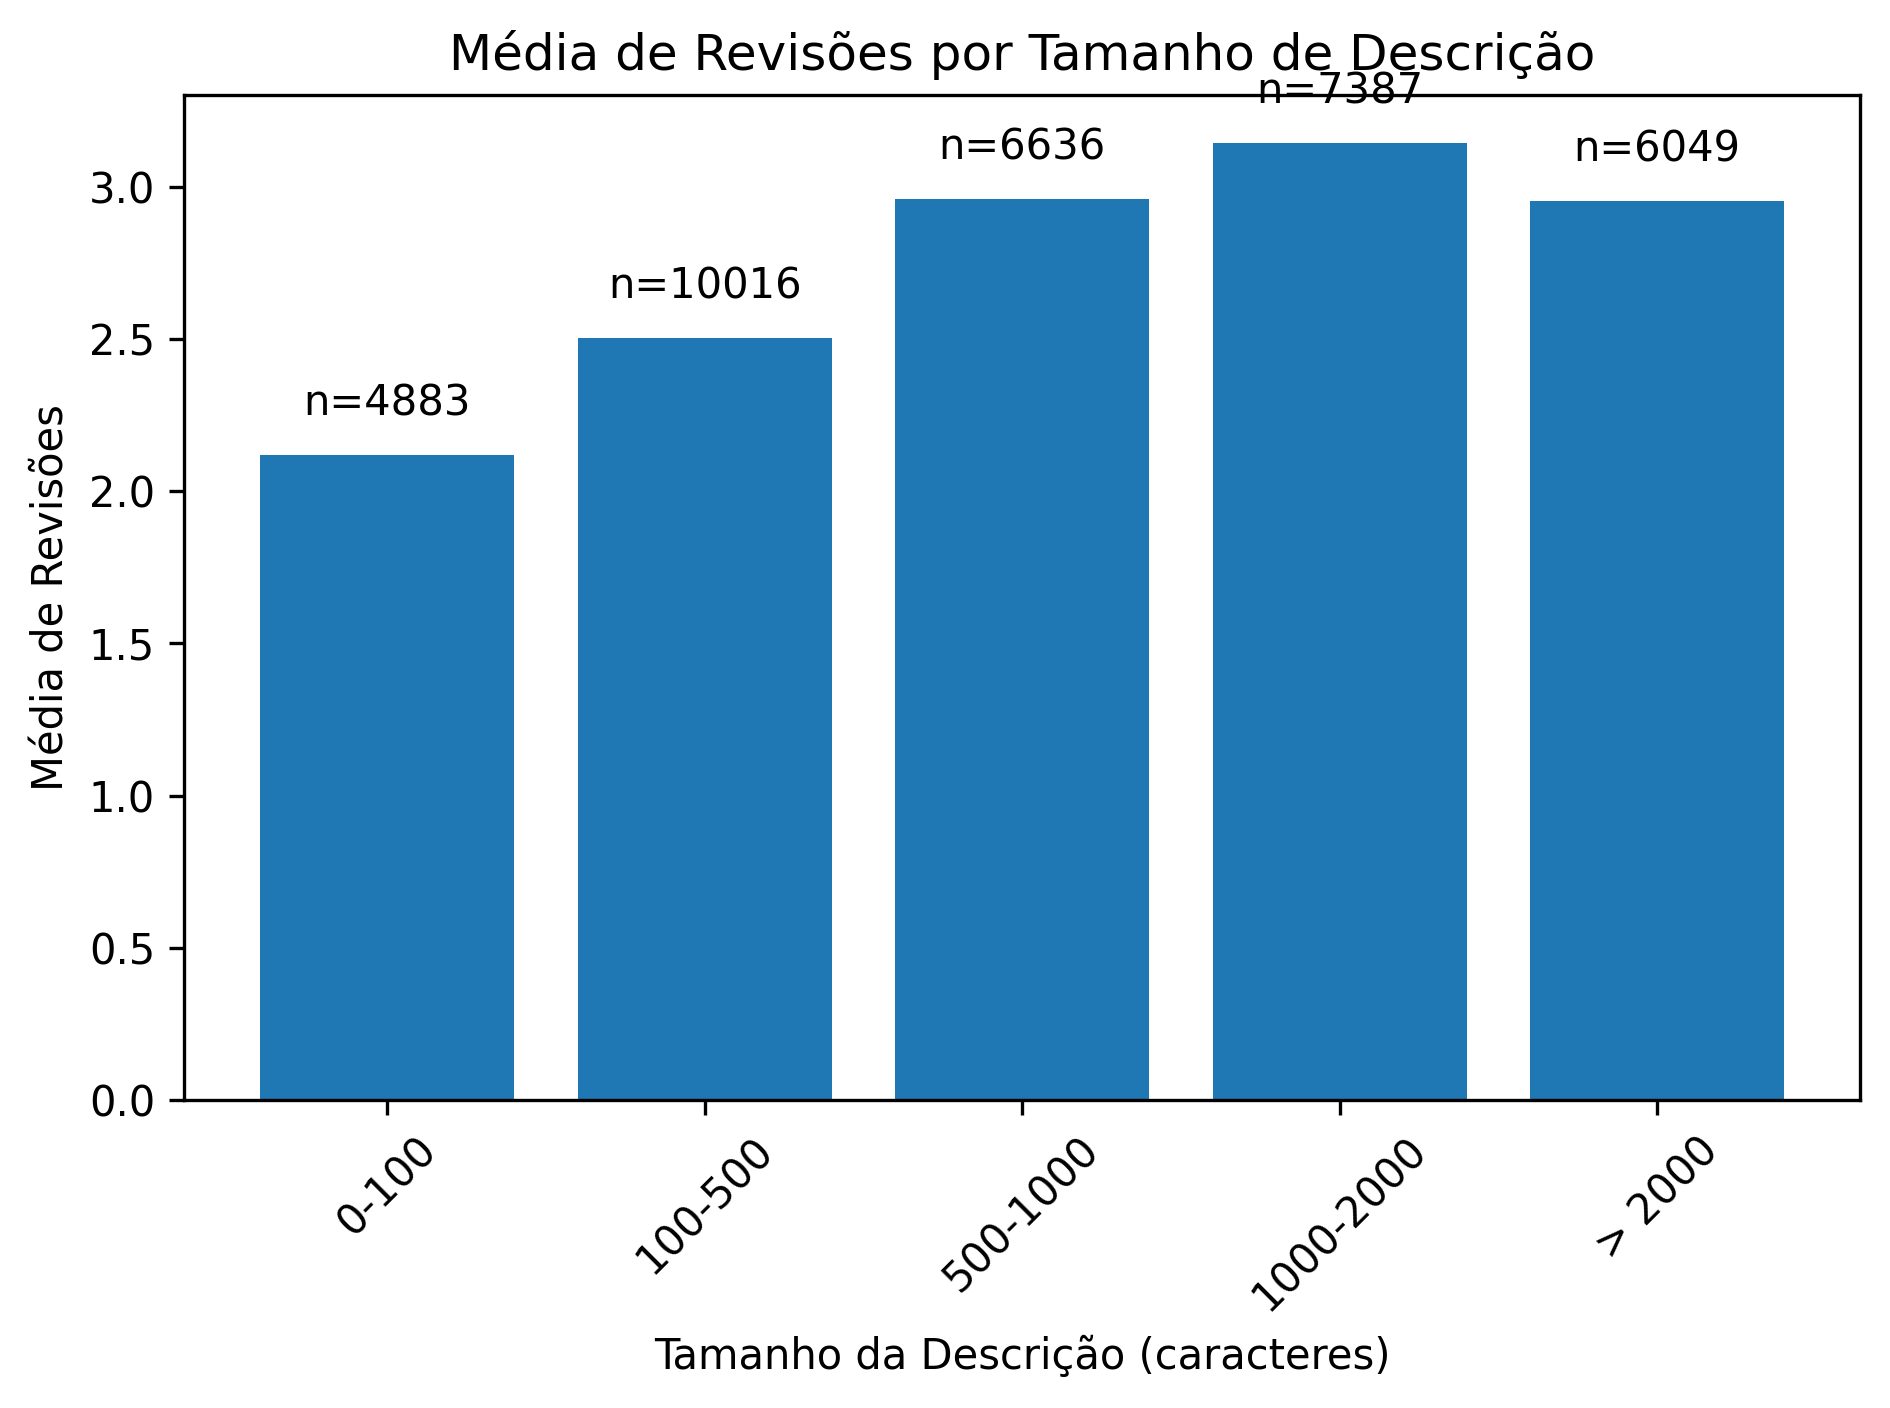 Média de Revisões por Tamanho de Descrição
n=7387
n=6636
n=6049
n=10016
n=4883
3.0
2.5
2.0
1.5
1.0
0.5
0.0
Média de Revisões
0-100
100-500
500-1000
1000-2000
> 2000
Tamanho da Descrição (caracteres)